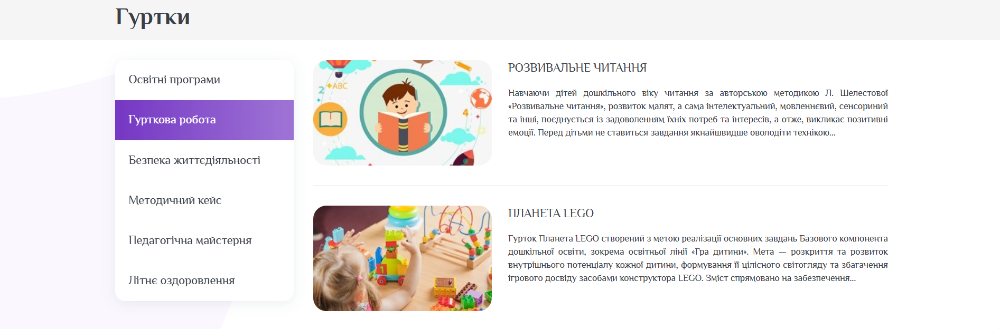 Гуртки
Освітні програми
Гурткова робота
Безпека життєдіяльності
Методичний кейс
Педагогічна майстерня
Літнє оздоровлення
2
ABC
4
РОЗВИВАЛЬНЕ ЧИТАННЯ
Навчаючи дітей дошкільного віку читання за авторською методикою Л. Шелестової
«Розвивальне читання», розвиток малят, а сама інтелектуальний, мовленнєвий, сенсориний
та інші, поєднується із задоволенням їхніх потреб та інтересів, а отже, викликає позитивні
емоції. Перед дітьми не ставиться завдання якнайшвидше оволодіти технікою...
1
ПЛАНЕТА LEGO
Гурток Планета LEGO створений з метою реалізації основних завдань Базового компонента
дошкільної освіти, зокрема освітньої лінії «Гра дитини». Мета — розкриття та розвиток
внутрішнього потенціалу кожної дитини, формування її цілісного світогляду та збагачення
ігрового досвіду засобами конструктора LEGO. Зміст спрямовано на забезпечення...